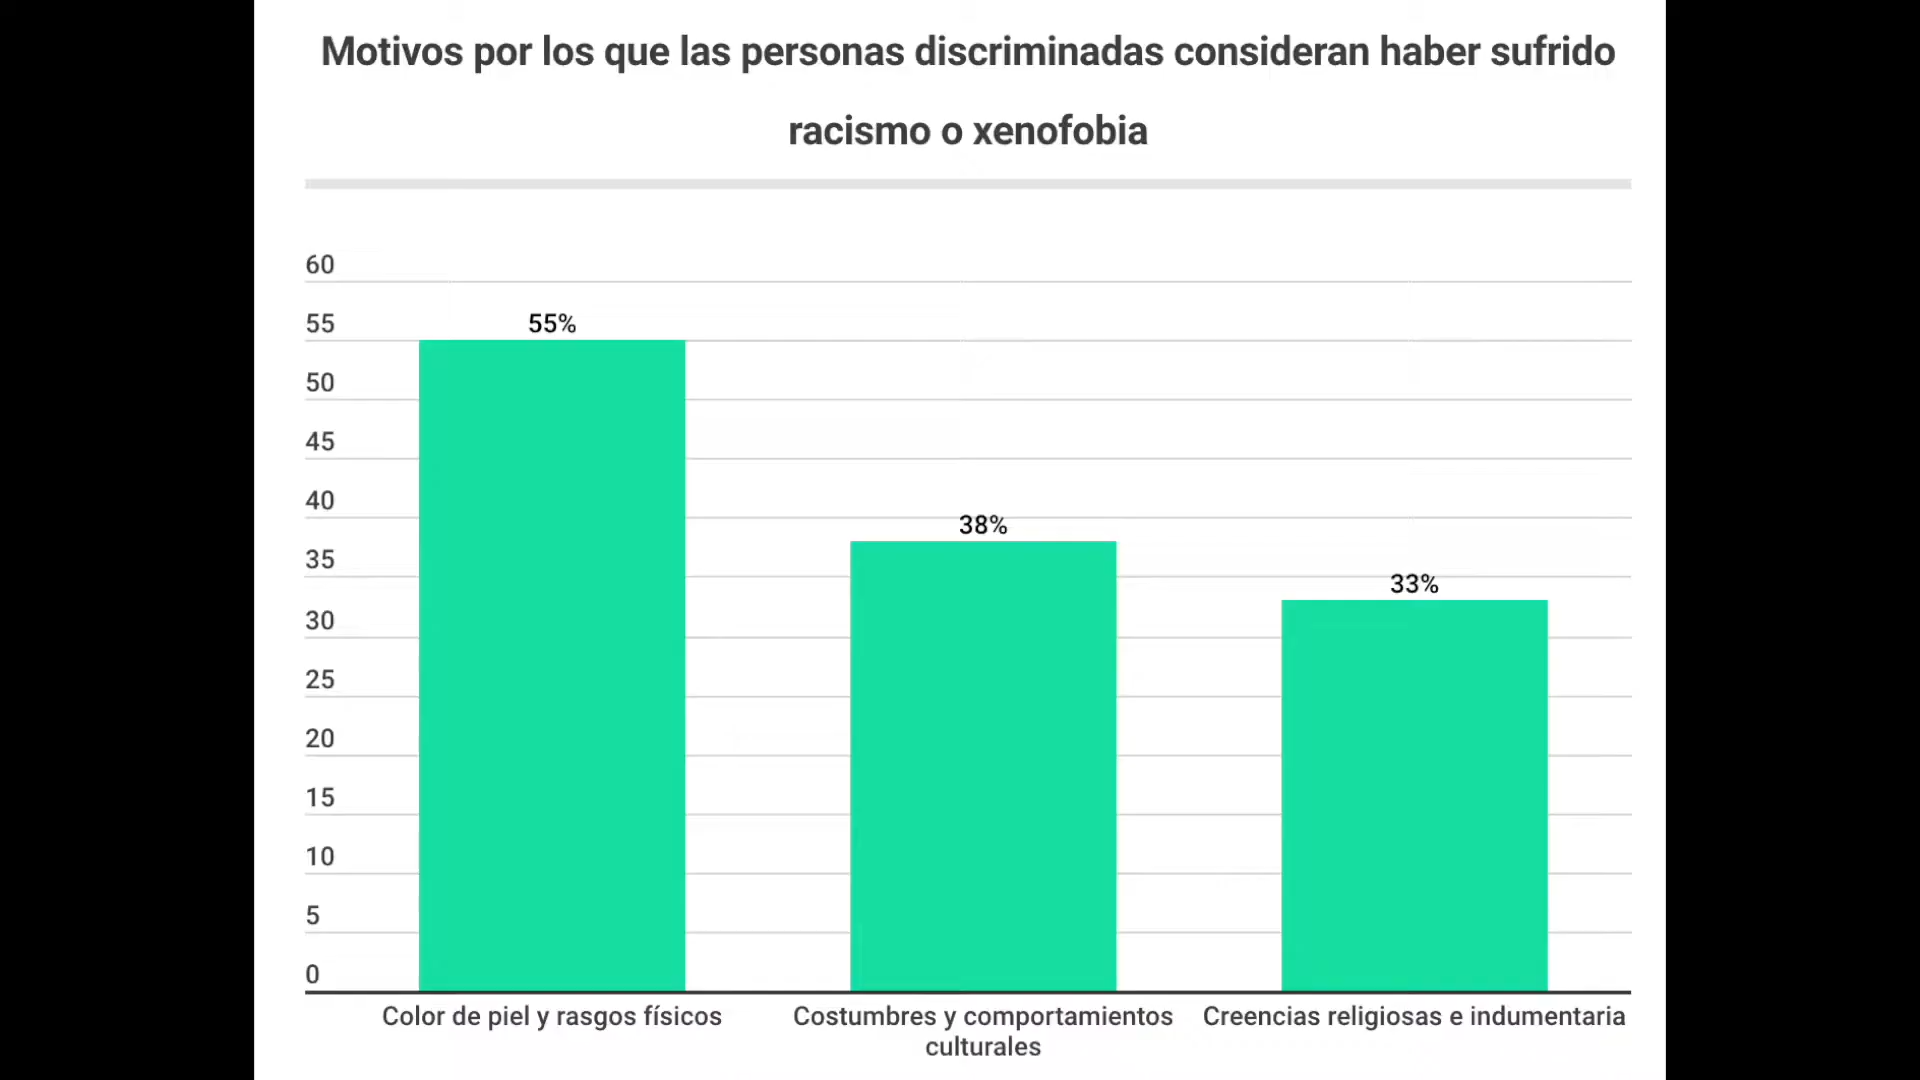 Motivos por los que las personas discriminadas consideran haber sufrido
racismo o xenofobia
60
55
50
45
40
35
30
25
20
15
10
5
0
55%
38%
33%
Color de piel y rasgos físicos
Costumbres y comportamientos
culturales
Creencias religiosas e indumentaria